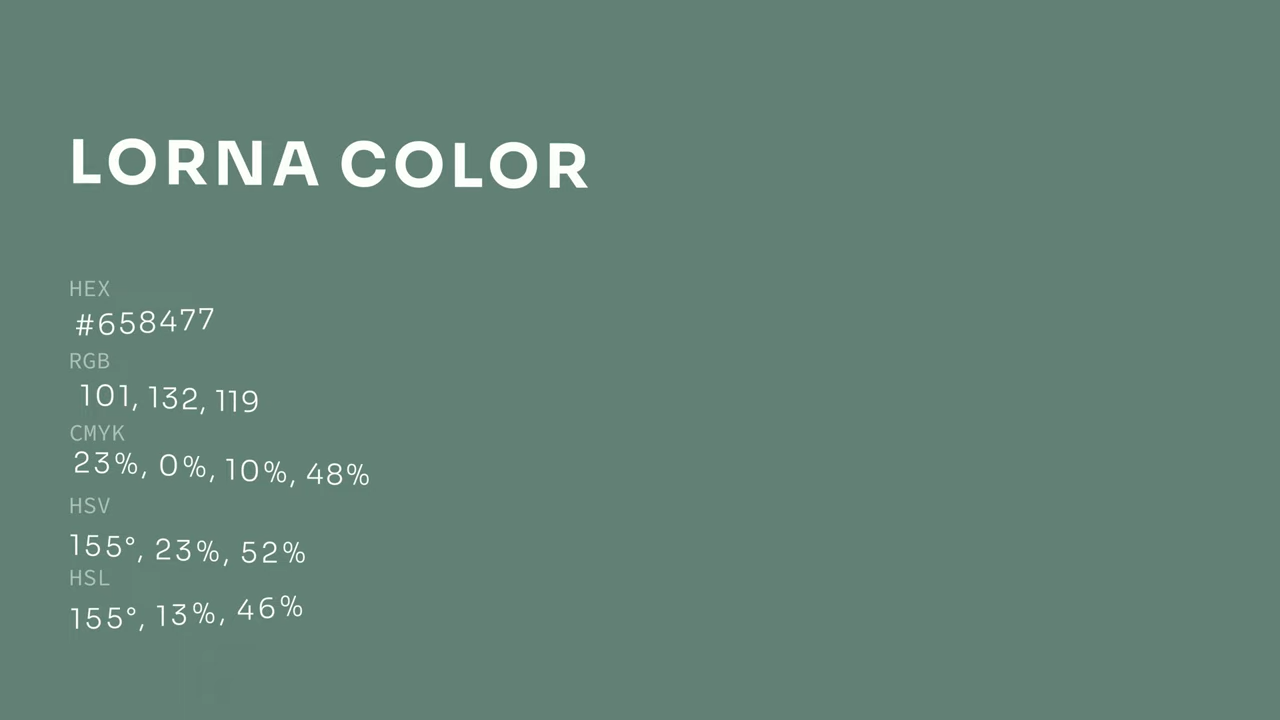 LORNA COLOR
HEX
#658477
RGB
101, 132, 119
CMYK
23%, 0%, 10%, 48%
HSV
155°, 23%, 52%
HSL
155°, 13%, 46%